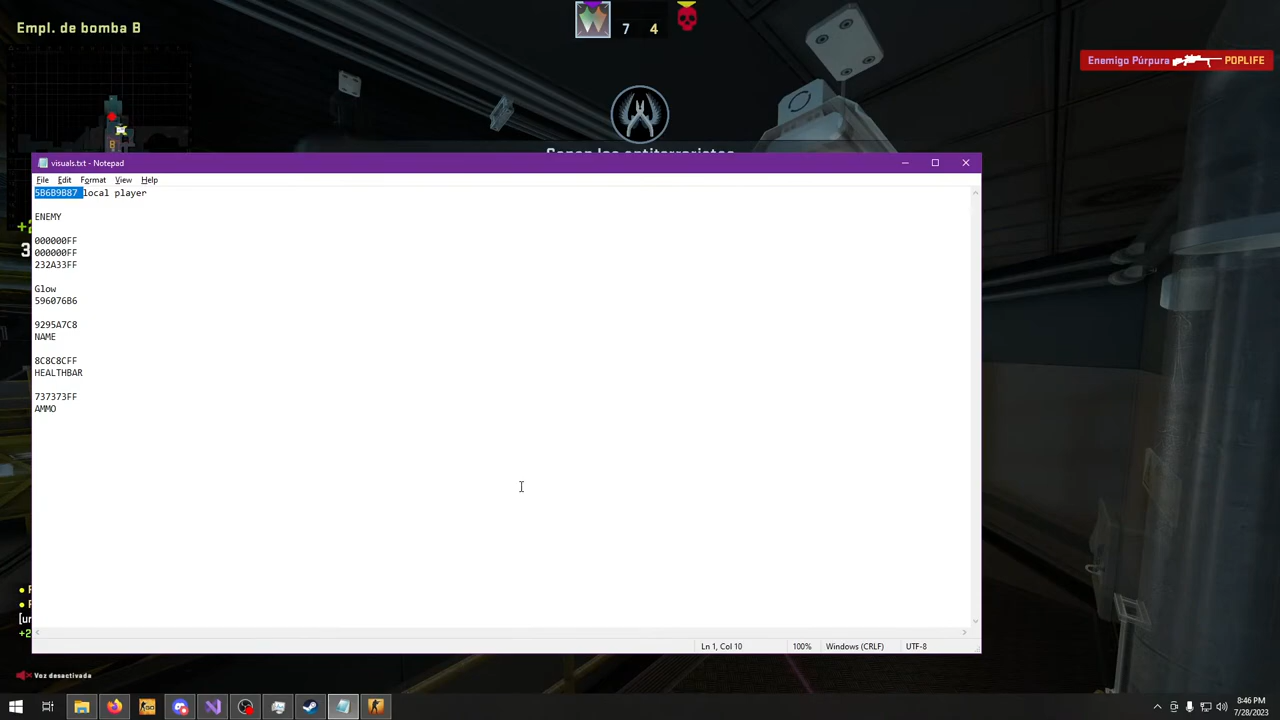 Empl. de bomba B
7 4
Enemigo Púrpura POPLIFE
visuals.txt - Notepad
File Edit Format View Help
5B6B9B87 local player
ENEMY
000000FF
000000FF
232A33FF
Glow
596076B6
9295A7C8
NAME
8C8C8CFF
HEALTHBAR
737373FF
AMMO
Ln 1, Col 10 100% Windows (CRLF) UTF-8
Voz desactivada
8:46 PM
7/28/2023